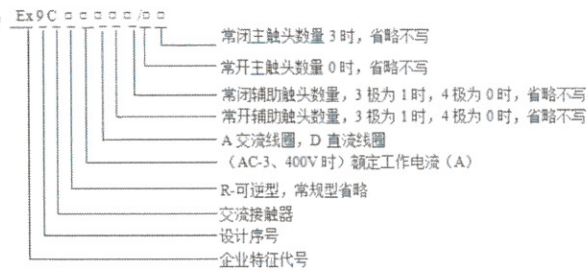 Ex9C□□□□□/□□
常闭主触头数量 3 时，省略不写
常开主触头数量 0 时，省略不写
常闭辅助触头数量，3 极为 1 时，4 极为 0 时，省略不写
常开辅助触头数量，3 极为 1 时，4 极为 0 时，省略不写
A 交流线圈，D 直流线圈
（AC-3、400V 时）额定工作电流（A）
R-可逆型，常规型省略
交流接触器
设计序号
企业特征代号